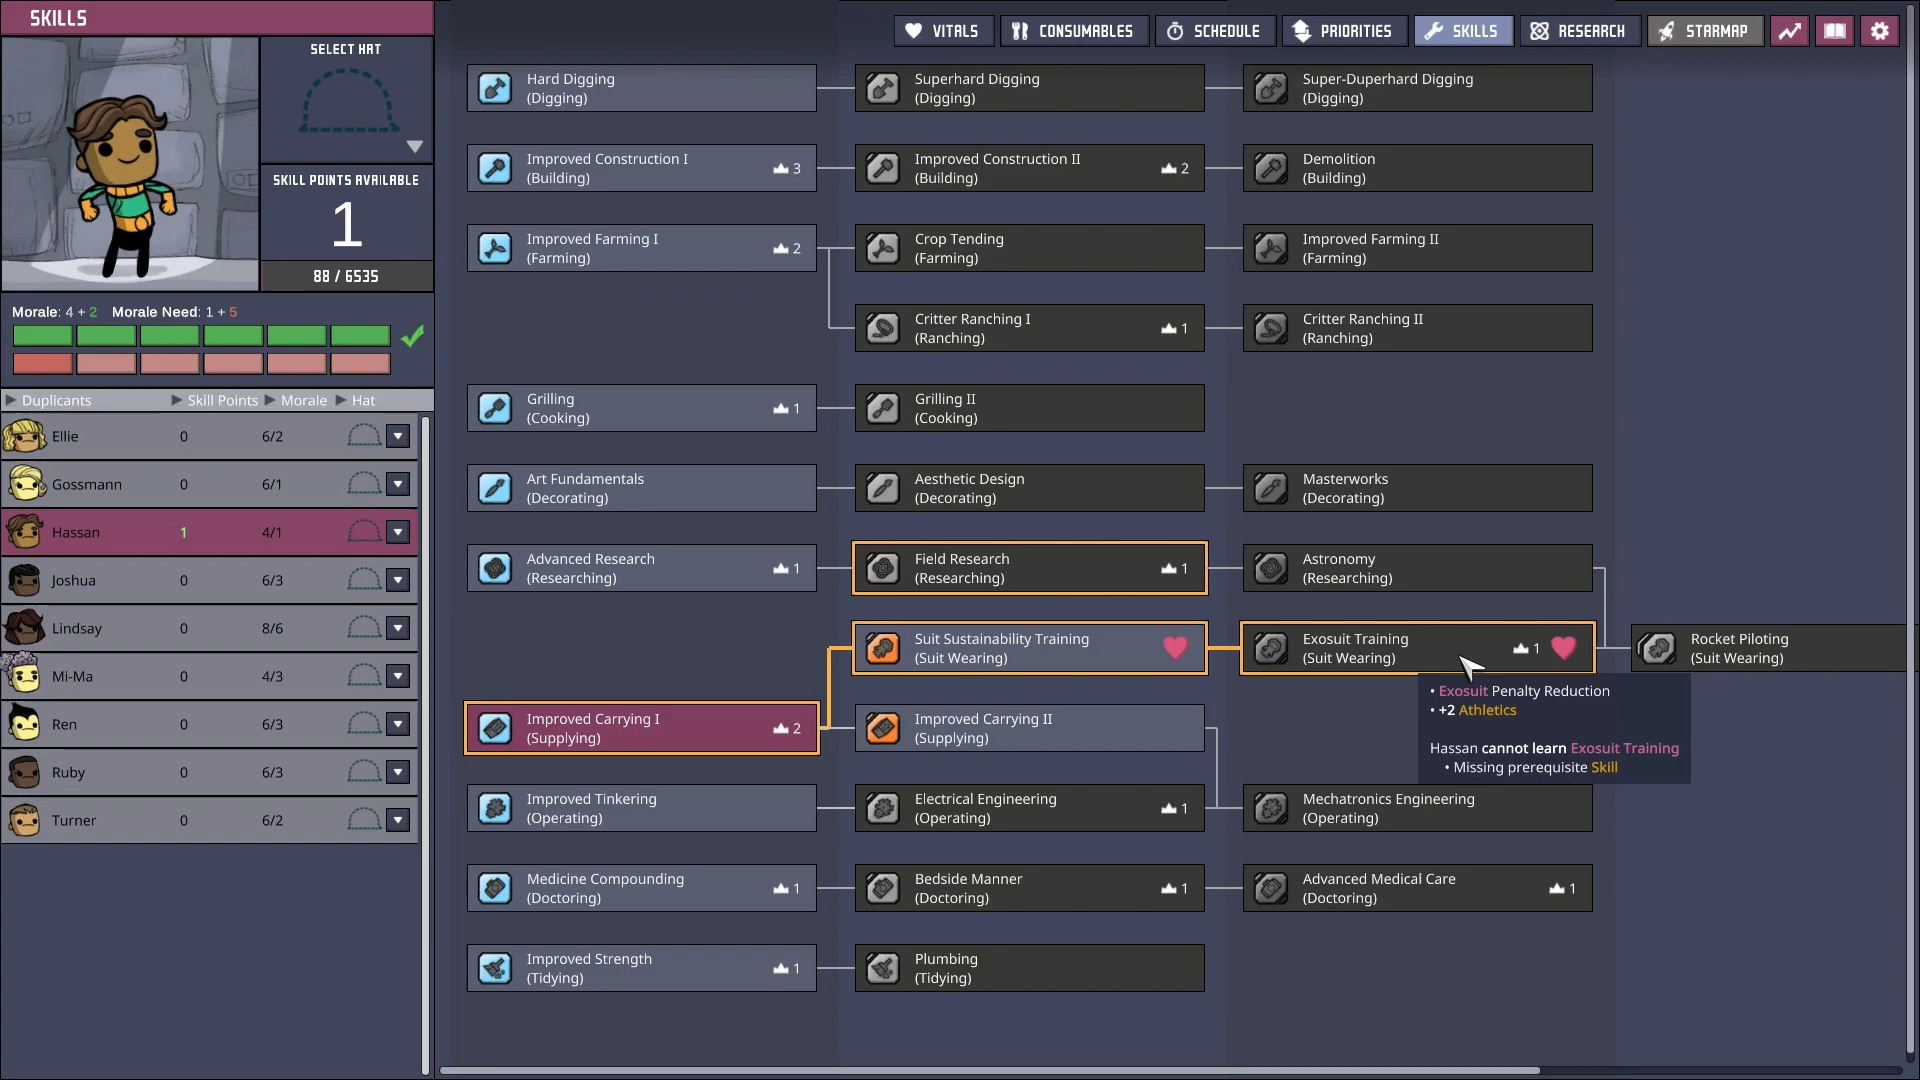 SKILLS
VITALS
CONSUMABLES
SCHEDULE
PRIORITIES
SKILLS
RESEARCH
STARMAP
SELECT HAT
SKILL POINTS AVAILABLE
1
88 / 6535
Morale: 4 + 2 Morale Need: 1 + 5
Duplicants Skill Points Morale Hat
Ellie 0 6/2
Gossmann 0 6/1
Hassan 1 4/1
Joshua 0 6/3
Lindsay 0 8/6
Mi-Ma 0 4/3
Ren 0 6/3
Ruby 0 6/3
Turner 0 6/2
Hard Digging
(Digging)
Superhard Digging
(Digging)
Super-Duperhard Digging
(Digging)
Improved Construction I
(Building)
3
Improved Construction II
(Building)
2
Demolition
(Building)
Improved Farming I
(Farming)
2
Crop Tending
(Farming)
Improved Farming II
(Farming)
Critter Ranching I
(Ranching)
1
Critter Ranching II
(Ranching)
Grilling
(Cooking)
1
Grilling II
(Cooking)
Art Fundamentals
(Decorating)
Aesthetic Design
(Decorating)
Masterworks
(Decorating)
Advanced Research
(Researching)
1
Field Research
(Researching)
1
Astronomy
(Researching)
Suit Sustainability Training
(Suit Wearing)
Exosuit Training
(Suit Wearing)
1
Rocket Piloting
(Suit Wearing)
• Exosuit Penalty Reduction
• +2 Athletics
Hassan cannot learn Exosuit Training
• Missing prerequisite Skill
Improved Carrying I
(Supplying)
2
Improved Carrying II
(Supplying)
Improved Tinkering
(Operating)
Electrical Engineering
(Operating)
1
Mechatronics Engineering
(Operating)
Medicine Compounding
(Doctoring)
1
Bedside Manner
(Doctoring)
1
Advanced Medical Care
(Doctoring)
1
Improved Strength
(Tidying)
1
Plumbing
(Tidying)